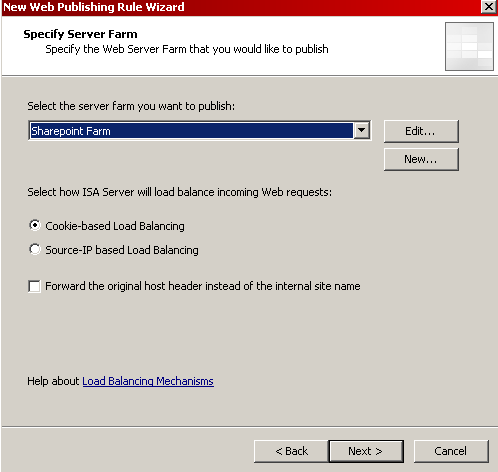 New Web Publishing Rule Wizard
Specify Server Farm
Specify the Web Server Farm that you would like to publish
Select the server farm you want to publish:
Sharepoint Farm
Edit...
New...
Select how ISA Server will load balance incoming Web requests:
Cookie-based Load Balancing
Source-IP based Load Balancing
Forward the original host header instead of the internal site name
Help about Load Balancing Mechanisms
< Back Next > Cancel